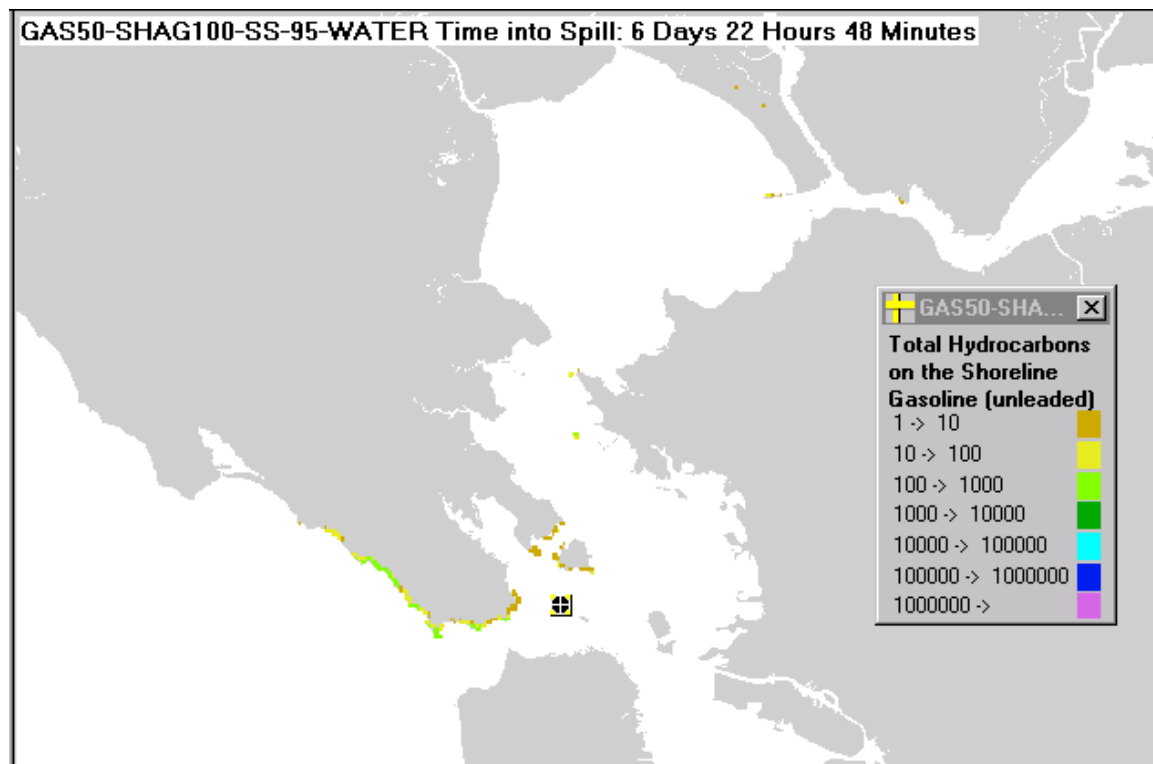 GAS50-SHAG100-SS-95-WATER Time into Spill: 6 Days 22 Hours 48 Minutes
GAS50-SHA...
Total Hydrocarbons
on the Shoreline
Gasoline (unleaded)
1 -> 10
10 -> 100
100 -> 1000
1000 -> 10000
10000 -> 100000
100000 -> 1000000
1000000 ->